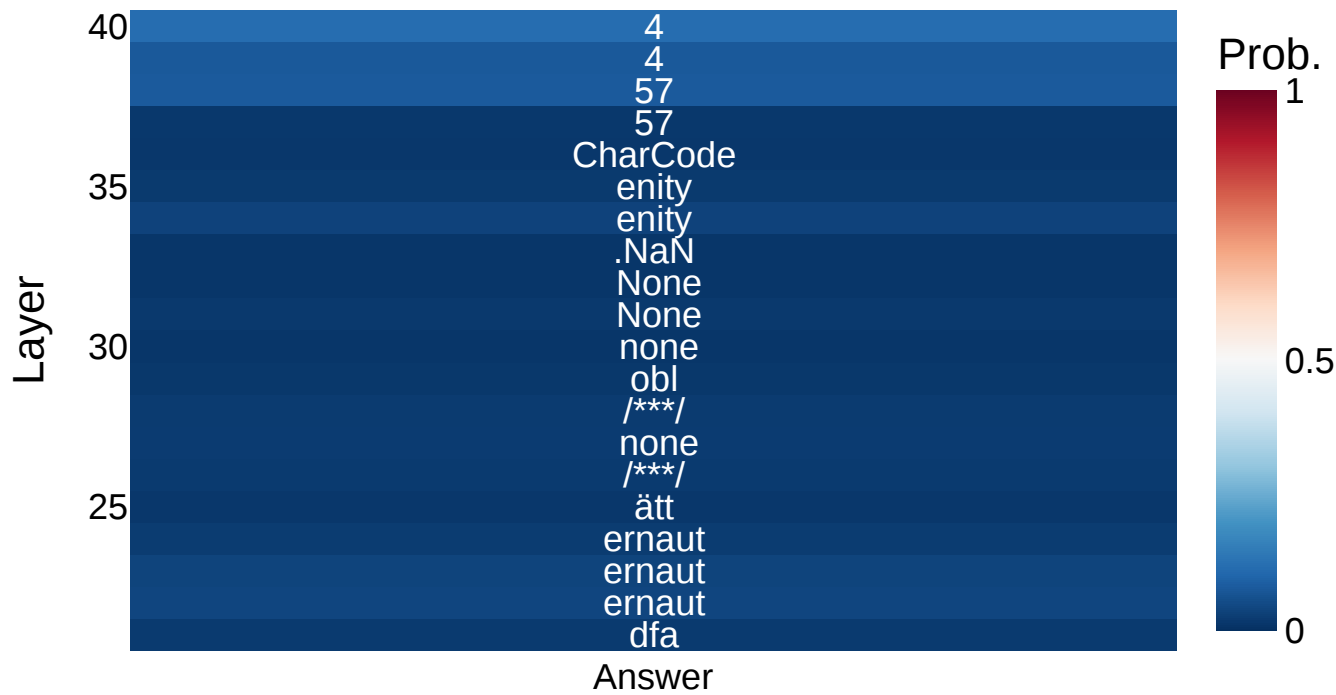 40
4
4
57
57
CharCode
35
enity
enity
.NaN
None
None
30
none
obl
/***/
none
/***/
25
ätt
ernaut
ernaut
ernaut
dfa
Layer
Answer
Prob.
1
0.5
0